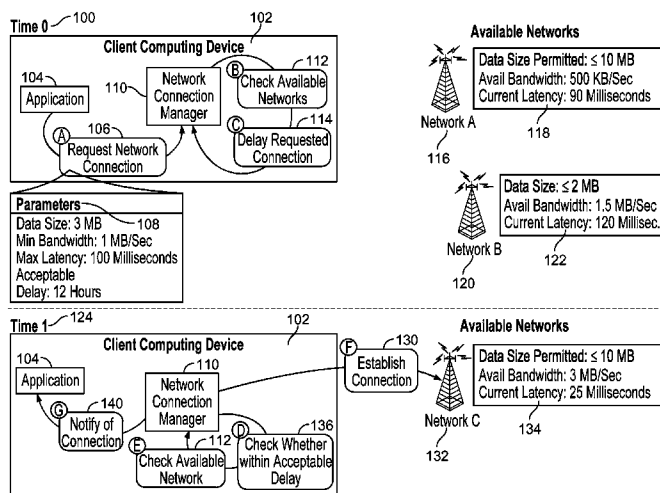 Time 0
100
102
Client Computing Device
112
104
Application
110
Network
Connection
Manager
B
Check Available
Networks
114
C
Delay Requested
Connection
A
106
Request Network
Connection
Parameters
108
Data Size: 3 MB
Min Bandwidth: 1 MB/Sec
Max Latency: 100 Milliseconds
Acceptable
Delay: 12 Hours
Available Networks
Data Size Permitted: ≤ 10 MB
Avail Bandwidth: 500 KB/Sec
Current Latency: 90 Milliseconds
118
Network A
116
Data Size: ≤ 2 MB
Avail Bandwidth: 1.5 MB/Sec
Current Latency: 120 Millisec.
122
Network B
120
Time 1
124
102
Client Computing Device
104
Application
110
Network
Connection
Manager
G
140
Notify of
Connection
E
112
Check Available
Network
D
136
Check Whether
within Acceptable
Delay
F
130
Establish
Connection
Available Networks
Data Size Permitted: ≤ 10 MB
Avail Bandwidth: 3 MB/Sec
Current Latency: 25 Milliseconds
134
Network C
132